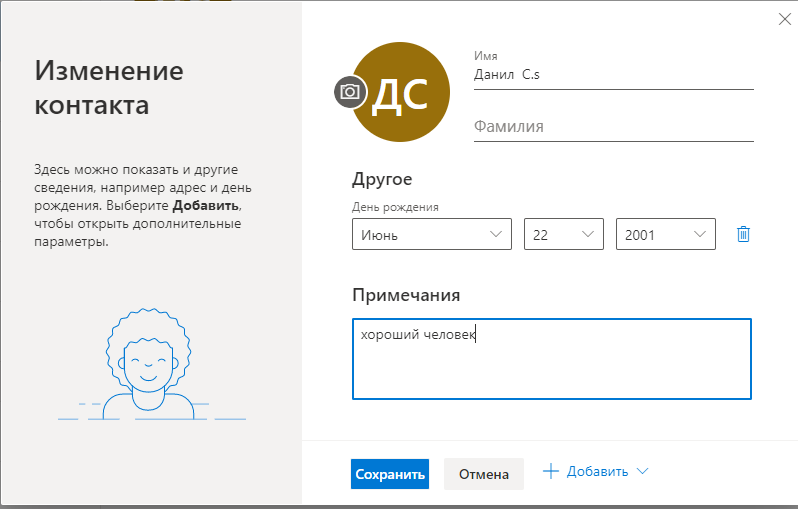 Изменение
контакта
Здесь можно показать и другие
сведения, например адрес и день
рождения. Выберите Добавить,
чтобы открыть дополнительные
параметры.
ДС
Имя
Данил C.s
Фамилия
Другое
День рождения
Июнь 22 2001
Примечания
хороший человек
Сохранить Отмена Добавить